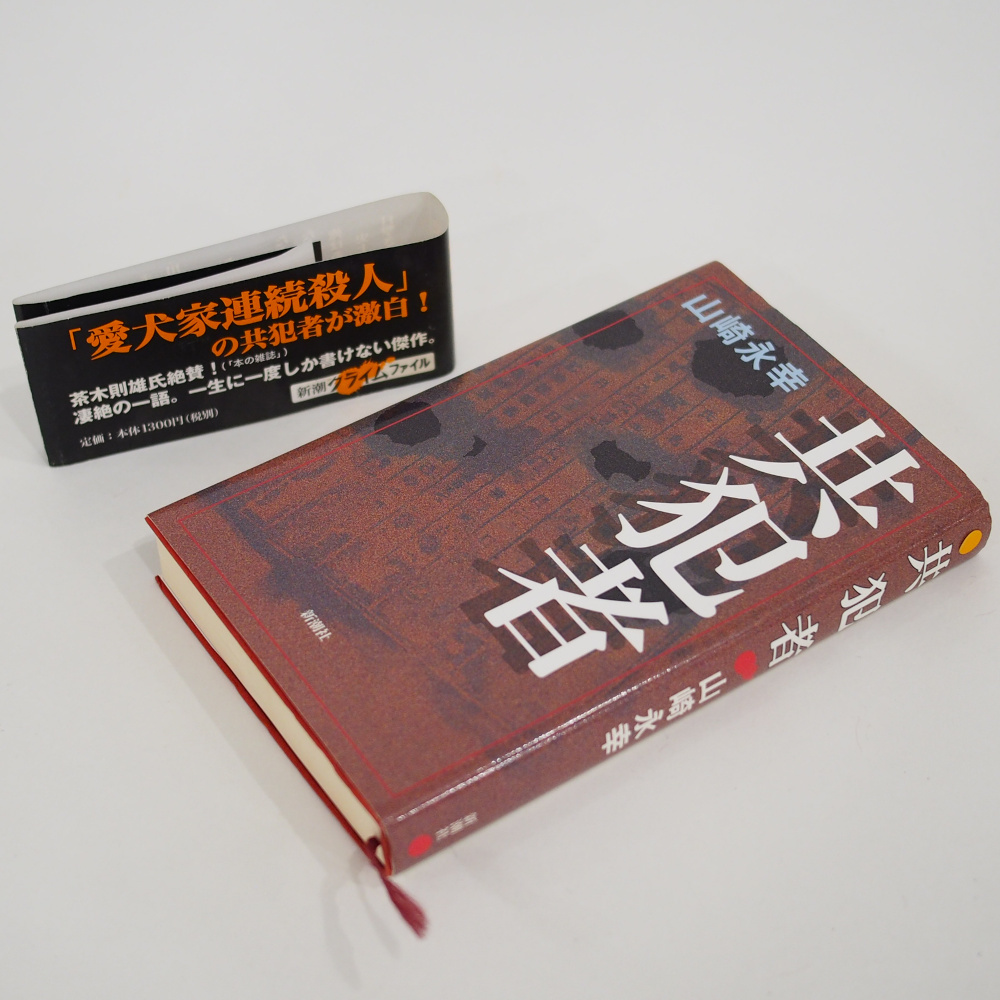 「愛犬家連続殺人」
の共犯者が激白！
茶木則雄氏絶賛！（「本の雑誌」）
凄絶の一語。一生に一度しか書けない傑作。
定価：本体1300円（税別）
新潮クライムファイル
山崎永幸
共犯者
新潮社
共犯者
山崎永幸
新潮社